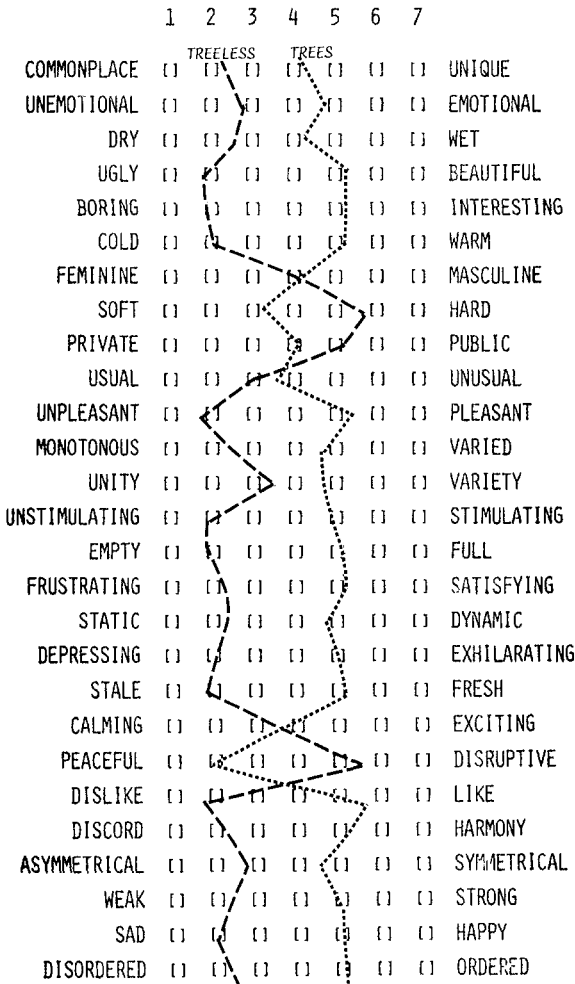 1 2 3 4 5 6 7
TREELESS TREES
COMMONPLACE [] [] [] [] [] [] [] UNIQUE
UNEMOTIONAL [] [] [] [] [] [] [] EMOTIONAL
DRY [] [] [] [] [] [] [] WET
UGLY [] [] [] [] [] [] [] BEAUTIFUL
BORING [] [] [] [] [] [] [] INTERESTING
COLD [] [] [] [] [] [] [] WARM
FEMININE [] [] [] [] [] [] [] MASCULINE
SOFT [] [] [] [] [] [] [] HARD
PRIVATE [] [] [] [] [] [] [] PUBLIC
USUAL [] [] [] [] [] [] [] UNUSUAL
UNPLEASANT [] [] [] [] [] [] [] PLEASANT
MONOTONOUS [] [] [] [] [] [] [] VARIED
UNITY [] [] [] [] [] [] [] VARIETY
UNSTIMULATING [] [] [] [] [] [] [] STIMULATING
EMPTY [] [] [] [] [] [] [] FULL
FRUSTRATING [] [] [] [] [] [] [] SATISFYING
STATIC [] [] [] [] [] [] [] DYNAMIC
DEPRESSING [] [] [] [] [] [] [] EXHILARATING
STALE [] [] [] [] [] [] [] FRESH
CALMING [] [] [] [] [] [] [] EXCITING
PEACEFUL [] [] [] [] [] [] [] DISRUPTIVE
DISLIKE [] [] [] [] [] [] [] LIKE
DISCORD [] [] [] [] [] [] [] HARMONY
ASYMMETRICAL [] [] [] [] [] [] [] SYMMETRICAL
WEAK [] [] [] [] [] [] [] STRONG
SAD [] [] [] [] [] [] [] HAPPY
DISORDERED [] [] [] [] [] [] [] ORDERED